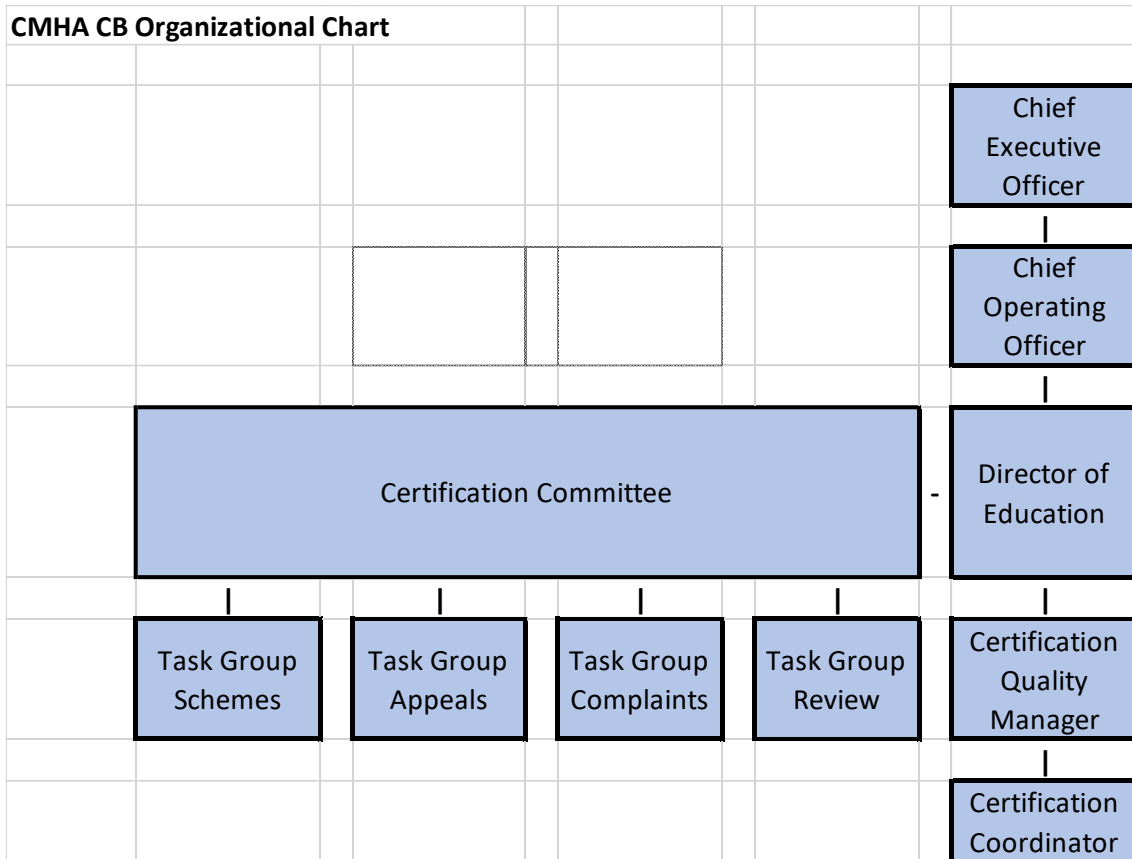 CMHA CB Organizational Chart
Chief
Executive
Officer
|
Chief
Operating
Officer
|
Certification Committee
-
Director of
Education
|
|
|
|
|
Task Group
Schemes
Task Group
Appeals
Task Group
Complaints
Task Group
Review
Certification
Quality
Manager
|
Certification
Coordinator